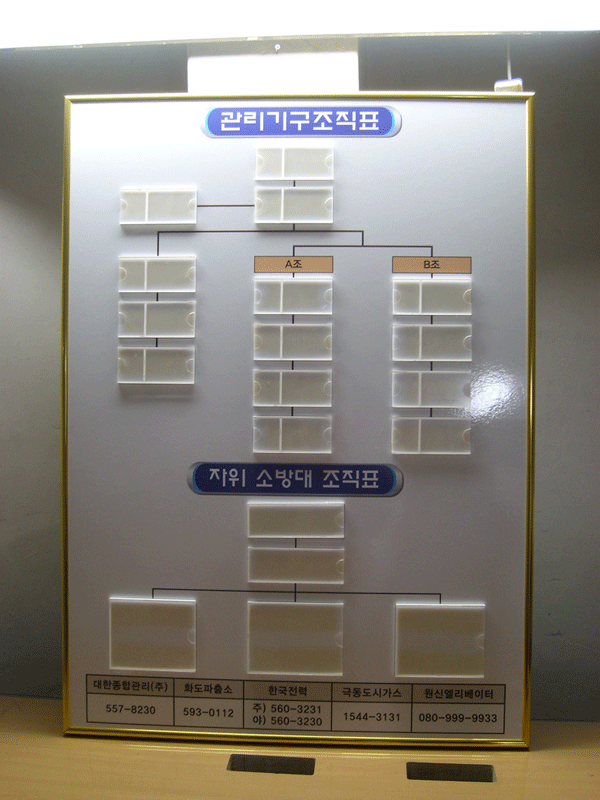 관리기구조직표
A조
B조
자위 소방대 조직표
대한종합관리(주) 화도파출소 한국전력 극동도시가스 원신엘리베이터
557-8230 593-0112 주) 560-3231 1544-3131 080-999-9933
야) 560-3230